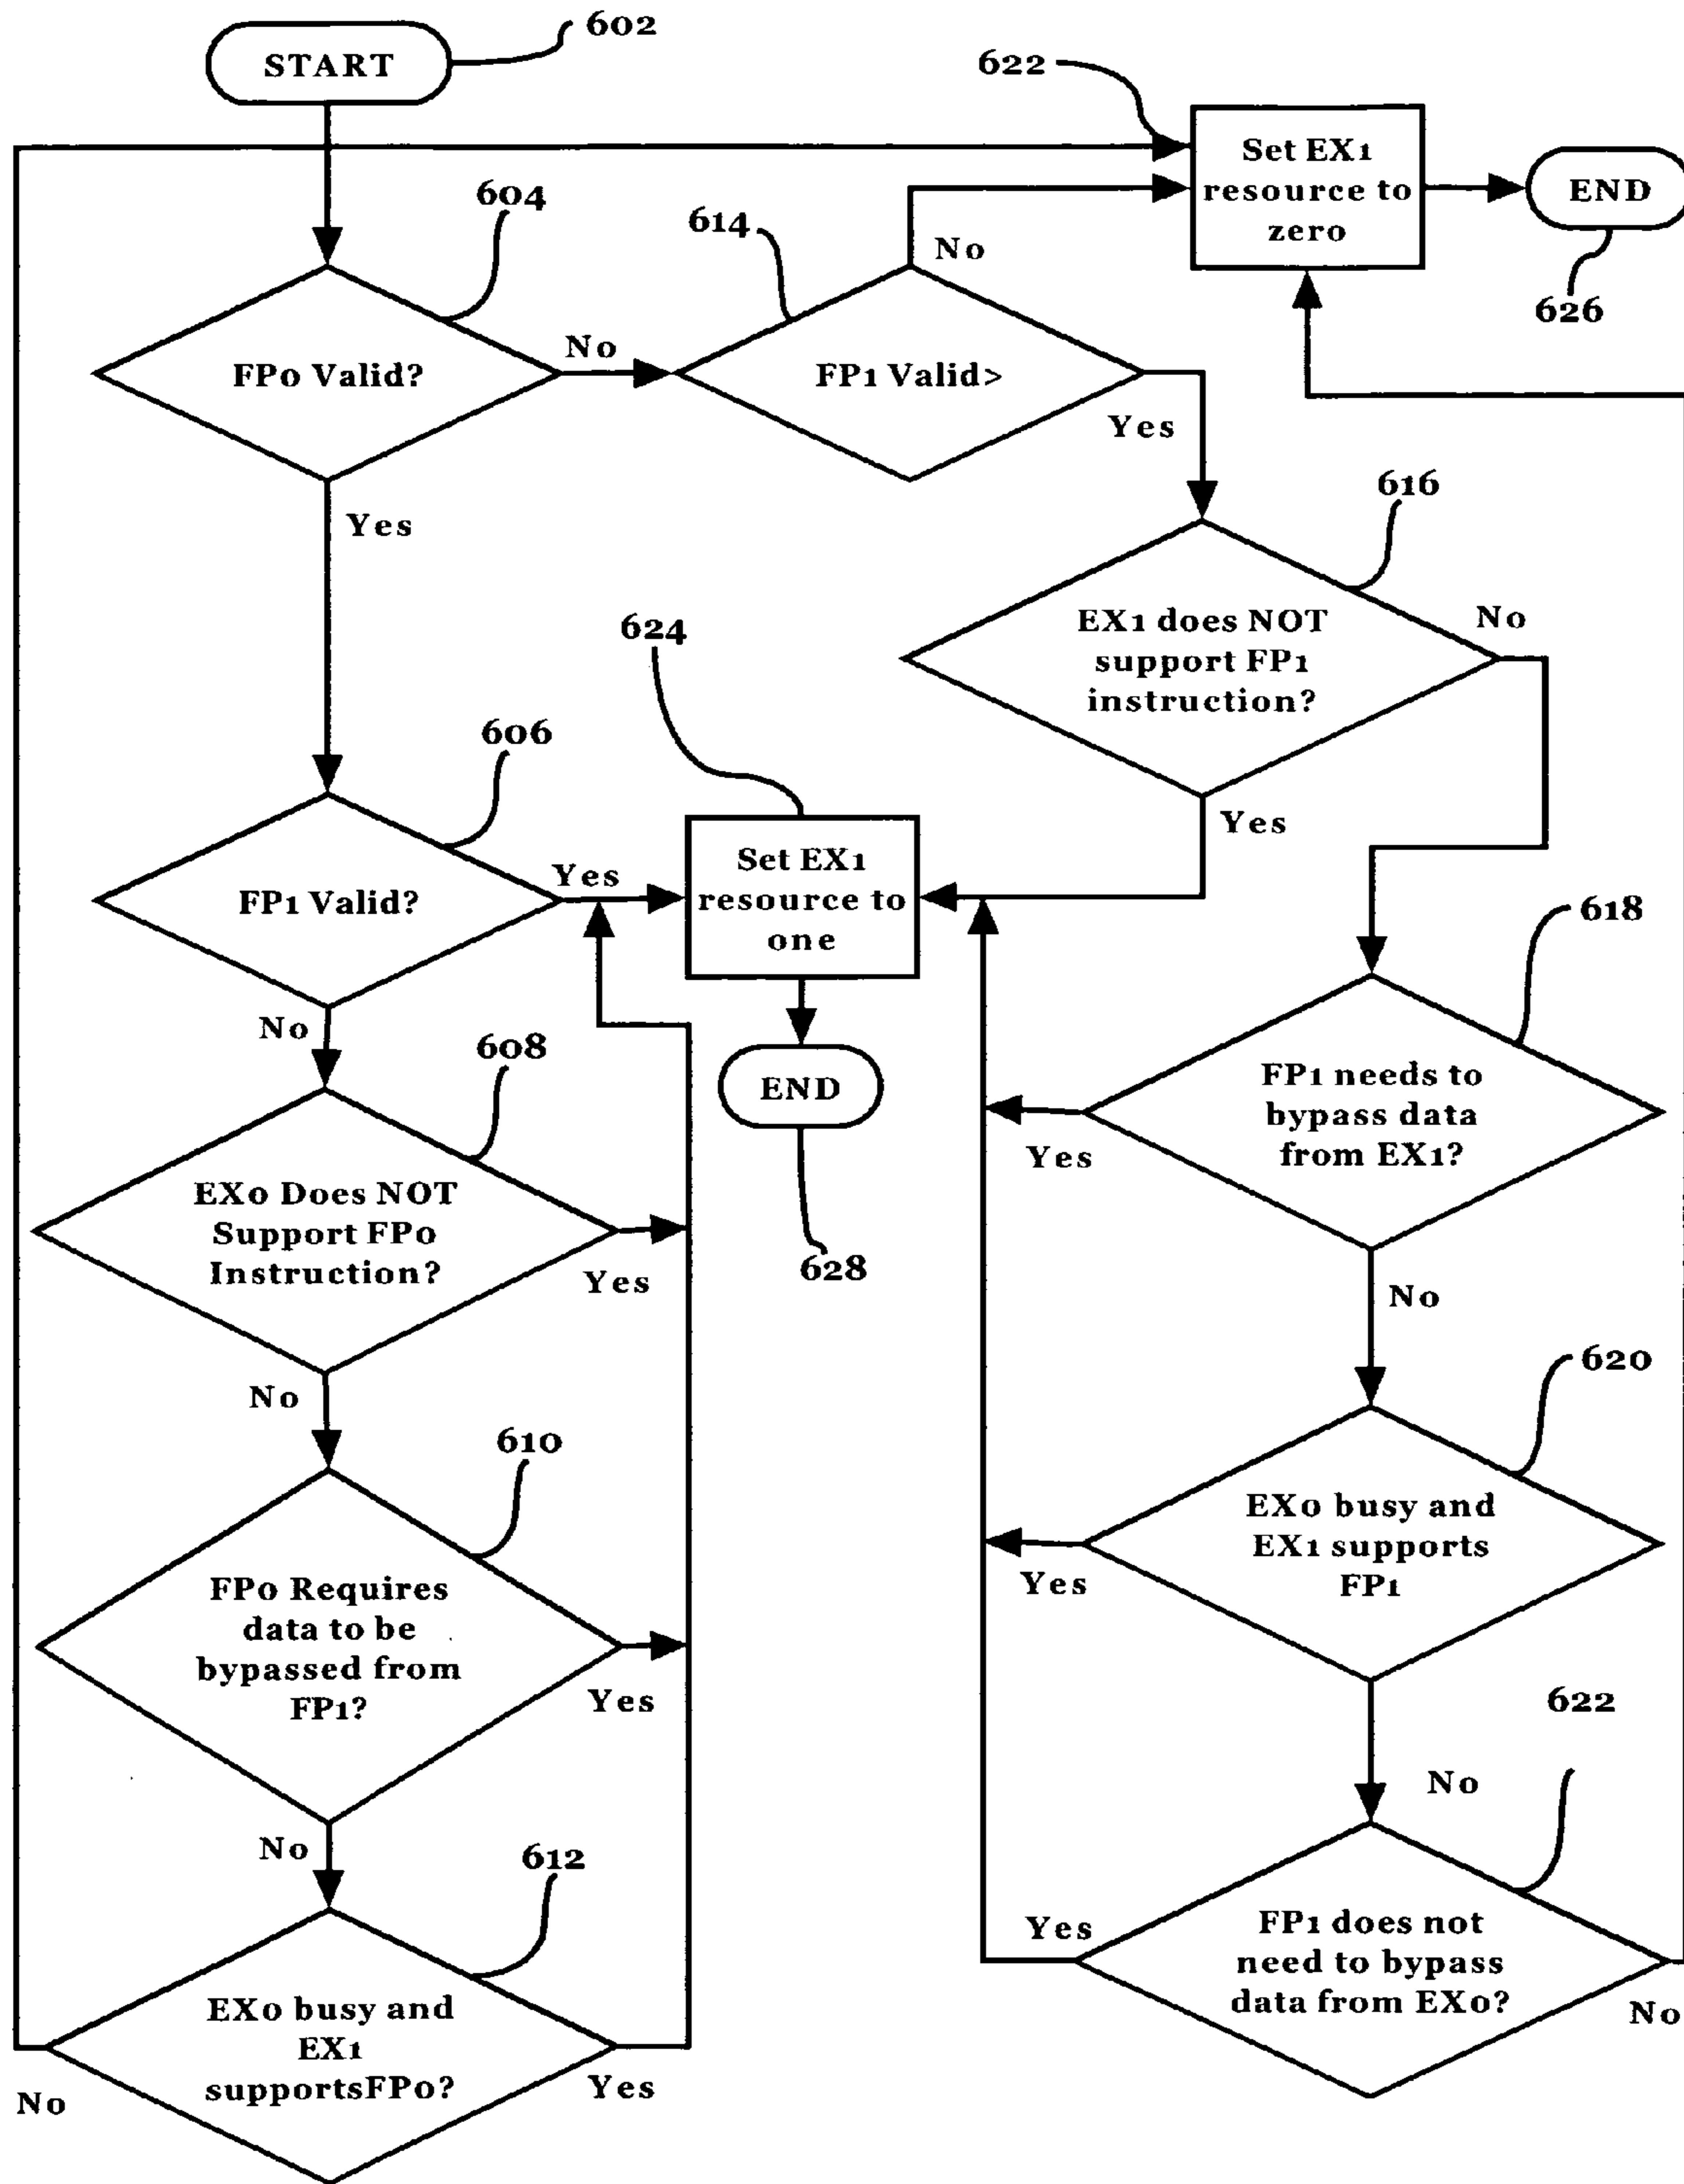 602
START
622
Set EX1
resource to
zero
END
626
604
614
No
FP0 Valid?
No
FP1 Valid>
Yes
Yes
616
EX1 does NOT
support FP1
instruction?
No
Yes
624
606
FP1 Valid?
Yes
Set EX1
resource to
one
618
No
608
END
628
FP1 needs to
bypass data
from EX1?
Yes
No
EX0 Does NOT
Support FP0
Instruction?
Yes
No
620
610
EX0 busy and
EX1 supports
FP1
Yes
FP0 Requires
data to be
bypassed from
FP1?
Yes
622
No
No
612
FP1 does not
need to bypass
data from EX0?
Yes
No
EX0 busy and
EX1
supportsFP0?
No
Yes